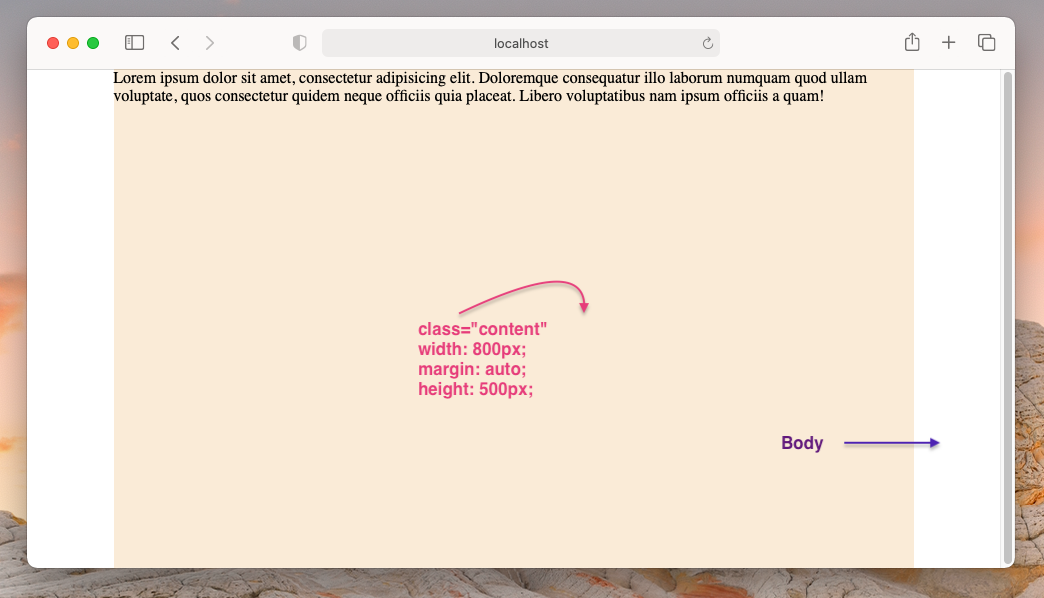 localhost
Lorem ipsum dolor sit amet, consectetur adipisicing elit. Doloremque consequatur illo laborum numquam quod ullam
voluptate, quos consectetur quidem neque officiis quia placeat. Libero voluptatibus nam ipsum officiis a quam!
class="content"
width: 800px;
margin: auto;
height: 500px;
Body